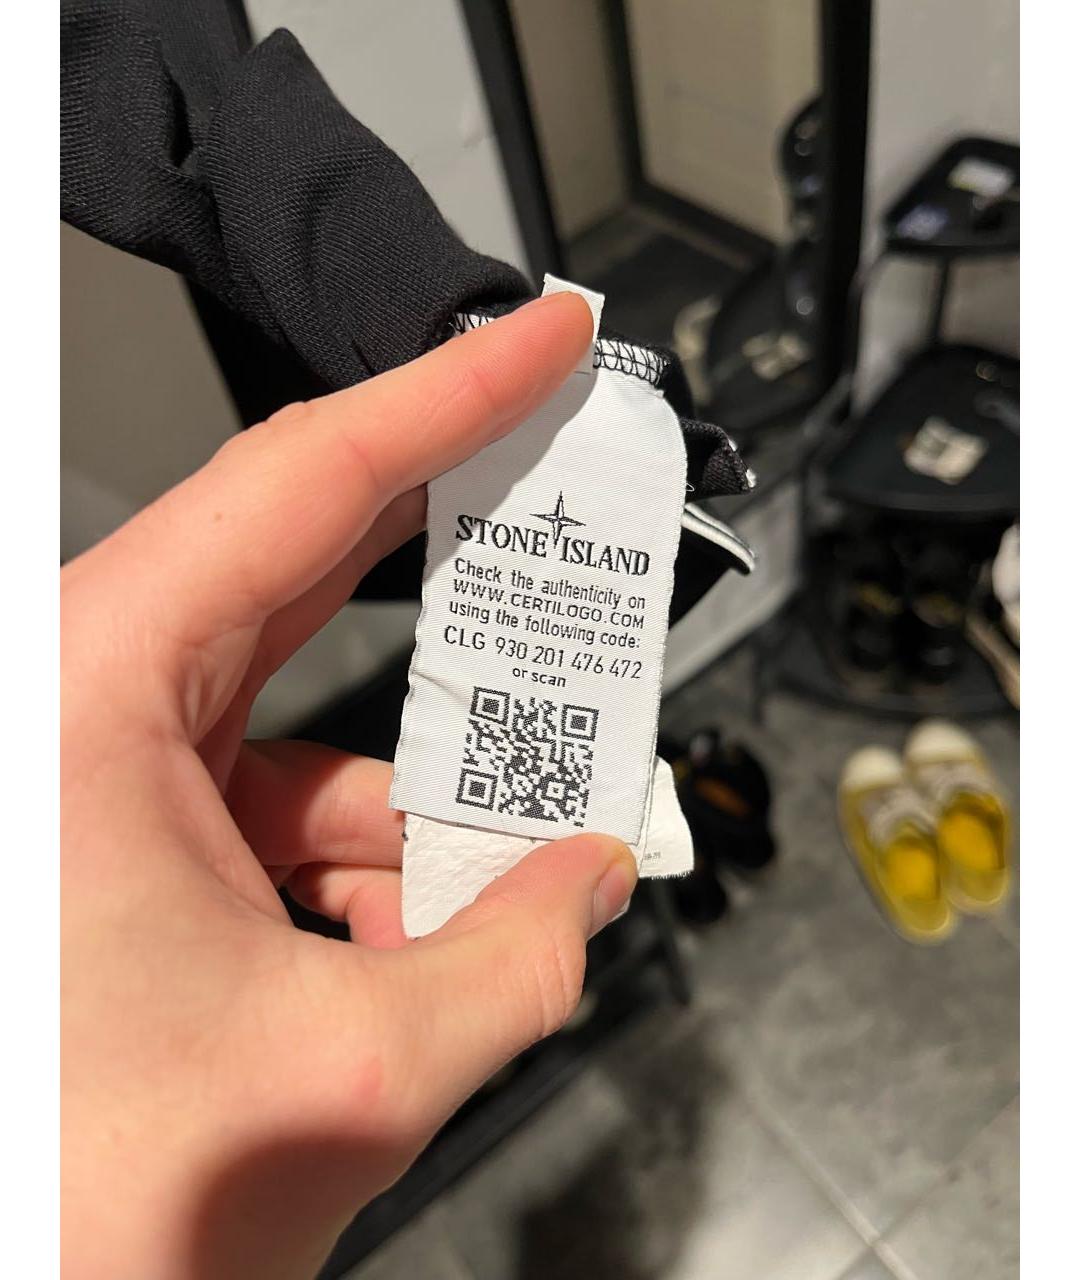 STONE ISLAND
Check the authenticity on
WWW.CERTILOGO.COM
using the following code:
CLG 930 201 476 472
or scan